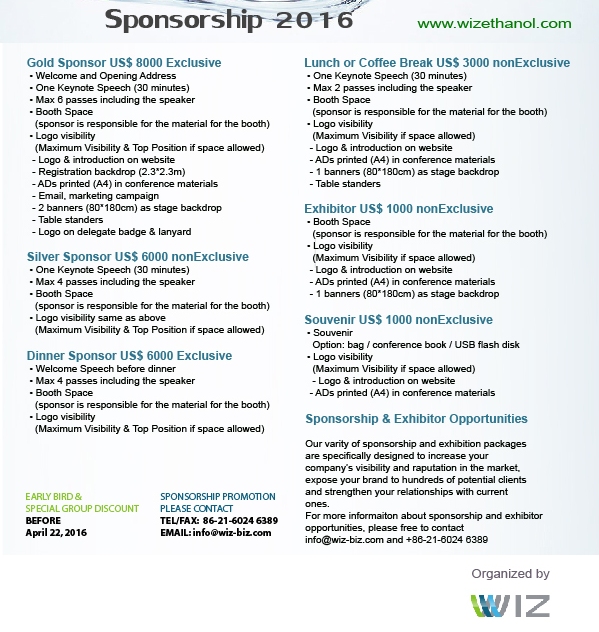 Sponsorship 2016
www.wizethanol.com
Gold Sponsor US$ 8000 Exclusive
• Welcome and Opening Address
• One Keynote Speech (30 minutes)
• Max 6 passes including the speaker
• Booth Space
(sponsor is responsible for the material for the booth)
• Logo visibility
(Maximum Visibility & Top Position if space allowed)
- Logo & introduction on website
- Registration backdrop (2.3*2.3m)
- ADs printed (A4) in conference materials
- Email, marketing campaign
- 2 banners (80*180cm) as stage backdrop
- Table standers
- Logo on delegate badge & lanyard
Silver Sponsor US$ 6000 nonExclusive
• One Keynote Speech (30 minutes)
• Max 4 passes including the speaker
• Booth Space
(sponsor is responsible for the material for the booth)
• Logo visibility same as above
(Maximum Visibility & Top Position if space allowed)
Dinner Sponsor US$ 6000 Exclusive
• Welcome Speech before dinner
• Max 4 passes including the speaker
• Booth Space
(sponsor is responsible for the material for the booth)
• Logo visibility
(Maximum Visibility & Top Position if space allowed)
EARLY BIRD &
SPECIAL GROUP DISCOUNT
BEFORE
April 22, 2016
SPONSORSHIP PROMOTION
PLEASE CONTACT
TEL/FAX: 86-21-6024 6389
EMAIL: info@wiz-biz.com
Lunch or Coffee Break US$ 3000 nonExclusive
• One Keynote Speech (30 minutes)
• Max 2 passes including the speaker
• Booth Space
(sponsor is responsible for the material for the booth)
• Logo visibility
(Maximum Visibility if space allowed)
- Logo & introduction on website
- ADs printed (A4) in conference materials
- 1 banners (80*180cm) as stage backdrop
- Table standers
Exhibitor US$ 1000 nonExclusive
• Booth Space
(sponsor is responsible for the material for the booth)
• Logo visibility
(Maximum Visibility if space allowed)
- Logo & introduction on website
- ADs printed (A4) in conference materials
- 1 banners (80*180cm) as stage backdrop
Souvenir US$ 1000 nonExclusive
• Souvenir
Option: bag / conference book / USB flash disk
• Logo visibility
(Maximum Visibility if space allowed)
- Logo & introduction on website
- ADs printed (A4) in conference materials
Sponsorship & Exhibitor Opportunities
Our varity of sponsorship and exhibition packages
are specifically designed to increase your
company's visibility and raputation in the market,
expose your brand to hundreds of potential clients
and strengthen your relationships with current
ones.
For more informaiton about sponsorship and exhibitor
opportunities, please free to contact
info@wiz-biz.com and +86-21-6024 6389
Organized by
WIZ